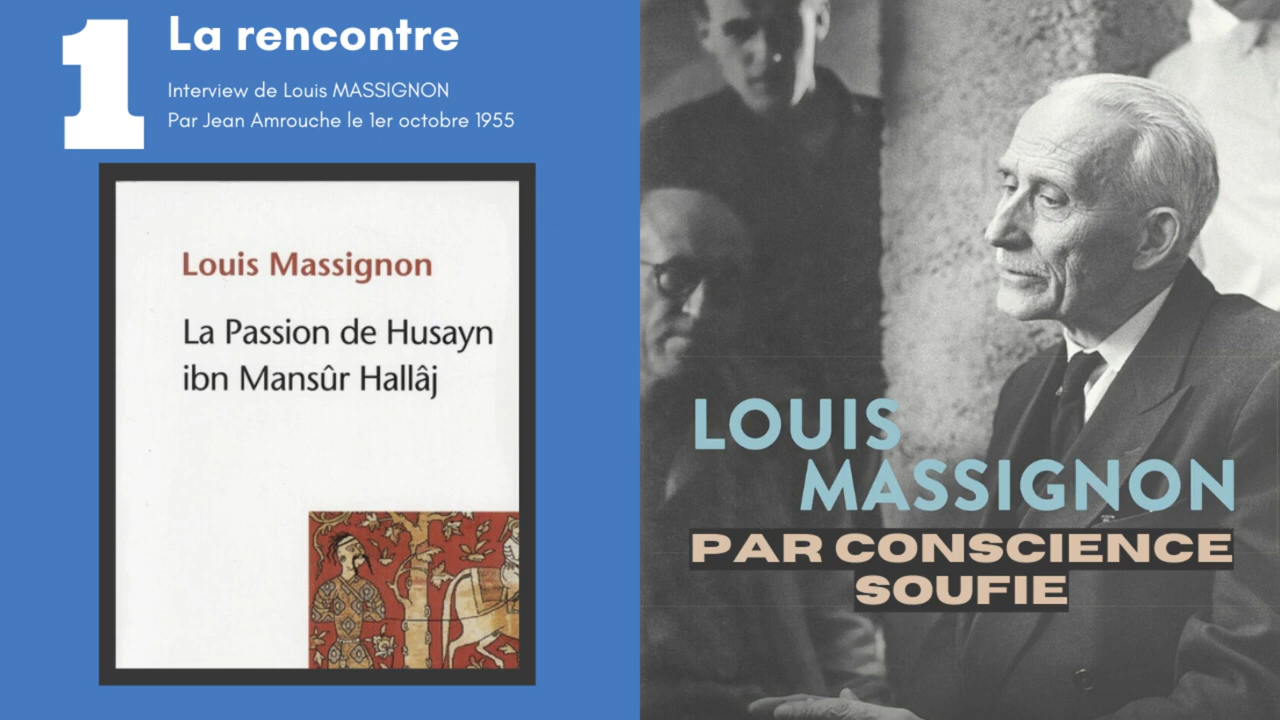 1
La rencontre
Interview de Louis MASSIGNON
Par Jean Amrouche le 1er octobre 1955
Louis Massignon
La Passion de Husayn
ibn Mansûr Hallâj
LOUIS
MASSIGNON
PAR CONSCIENCE
SOUFIE